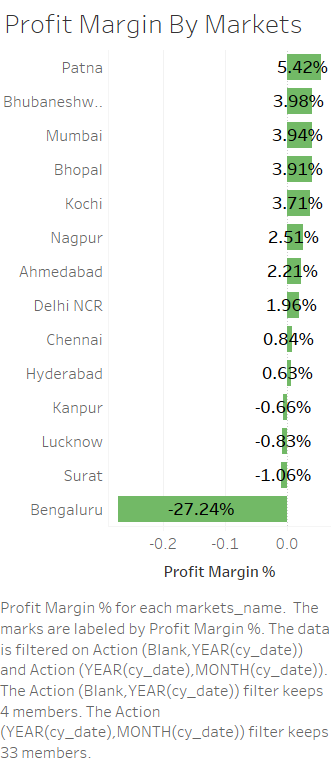 Profit Margin By Markets
Patna 5.42%
Bhubaneshw.. 3.98%
Mumbai 3.94%
Bhopal 3.91%
Kochi 3.71%
Nagpur 2.51%
Ahmedabad 2.21%
Delhi NCR 1.96%
Chennai 0.84%
Hyderabad 0.63%
Kanpur -0.66%
Lucknow -0.83%
Surat -1.06%
Bengaluru -27.24%
-0.2 -0.1 0.0
Profit Margin %
Profit Margin % for each markets_name. The
marks are labeled by Profit Margin %. The data
is filtered on Action (Blank,YEAR(cy_date))
and Action (YEAR(cy_date),MONTH(cy_date)).
The Action (Blank,YEAR(cy_date)) filter keeps
4 members. The Action
(YEAR(cy_date),MONTH(cy_date)) filter keeps
33 members.